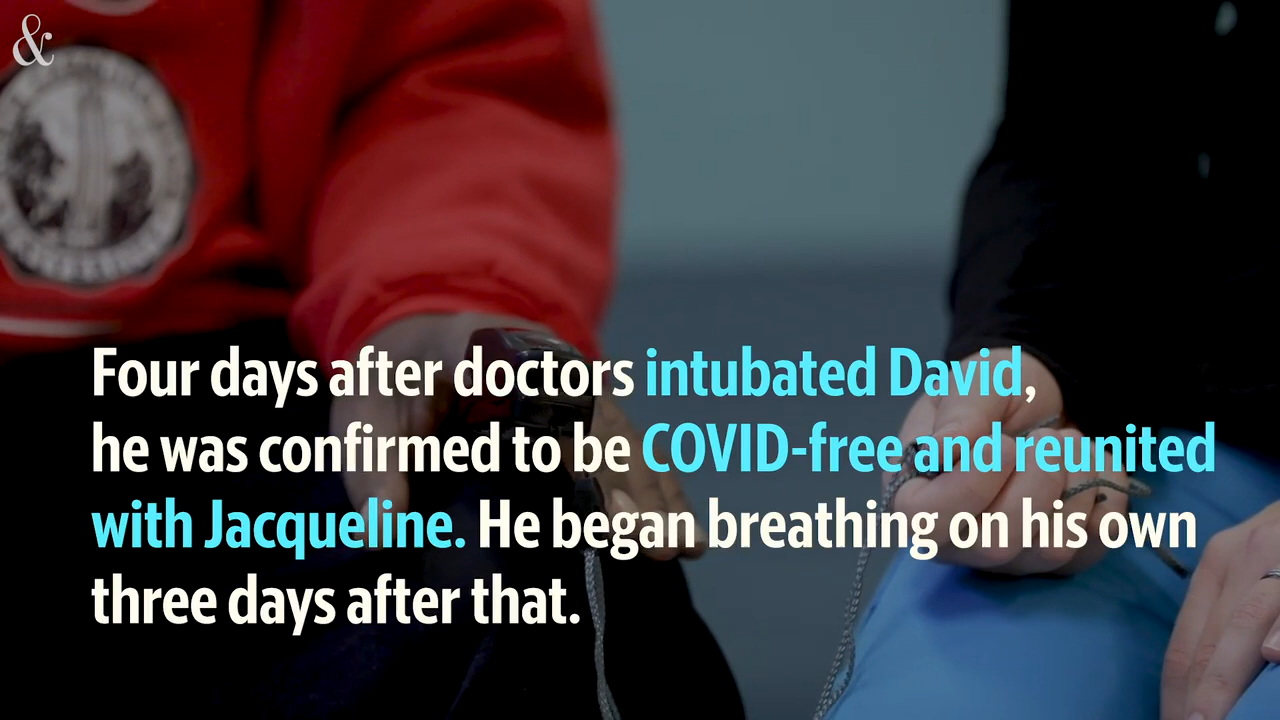 &
Four days after doctors intubated David,
he was confirmed to be COVID-free and reunited
with Jacqueline. He began breathing on his own
three days after that.